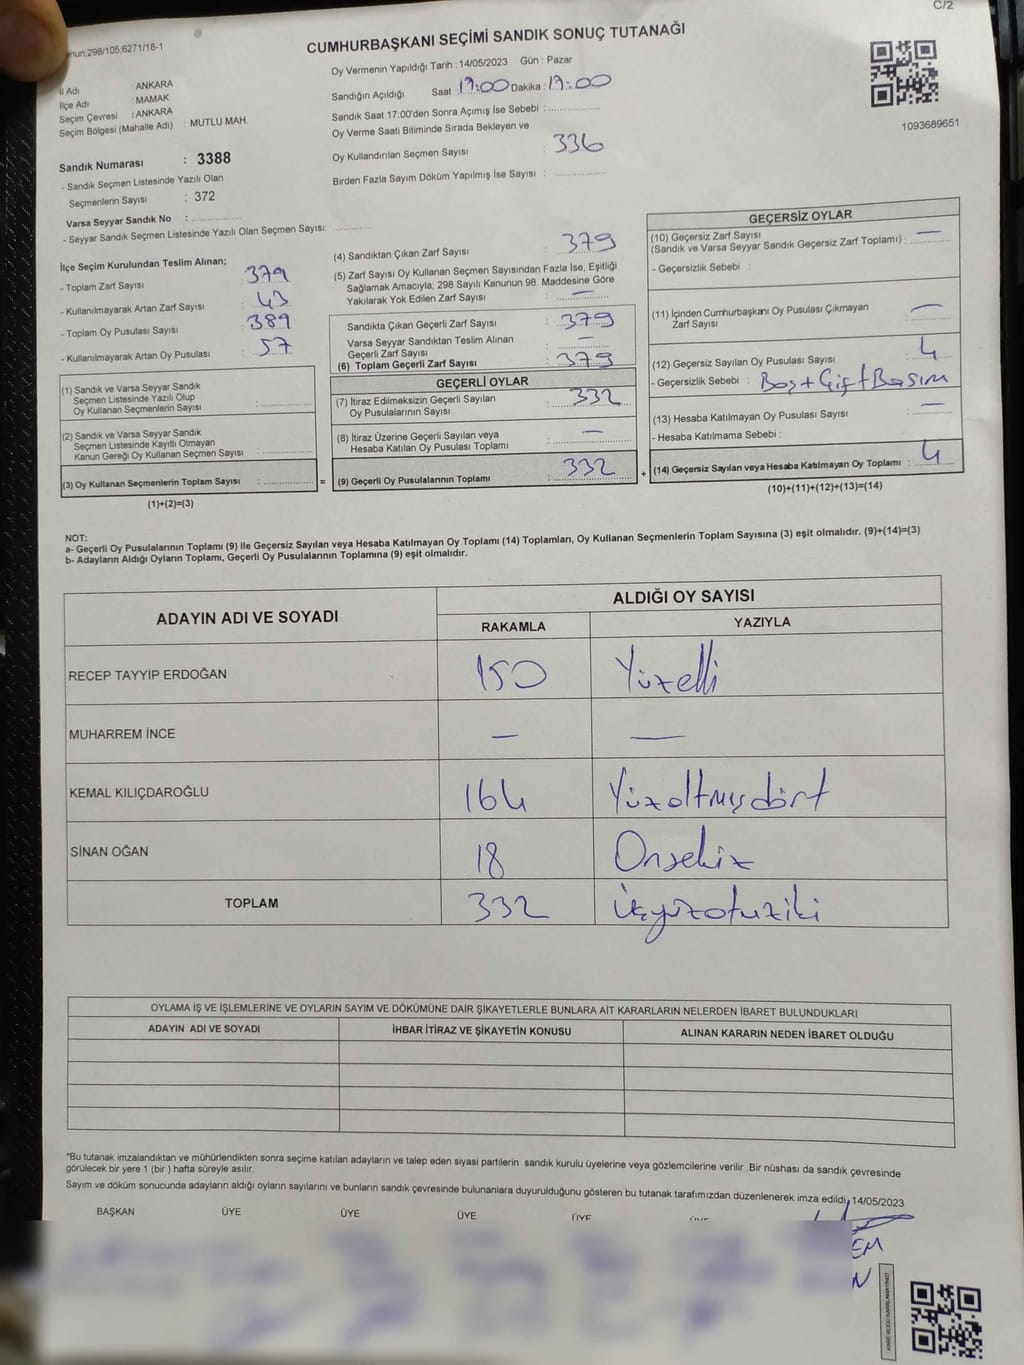 C/2
nun.298/105;6271/18-1
CUMHURBAŞKANI SEÇİMİ SANDIK SONUÇ TUTANAĞI
Oy Vermenin Yapıldığı Tarih : 14/05/2023 Gün : Pazar
İl Adı : ANKARA
İlçe Adı : MAMAK
Seçim Çevresi : ANKARA
Seçim Bölgesi (Mahalle Adı) : MUTLU MAH.
Sandığın Açıldığı Saat : 17:00 Dakika : 17:00
Sandık Saat 17:00'den Sonra Açımış İse Sebebi :
Oy Verme Saati Bitiminde Sırada Bekleyen ve
Oy Kullandırılan Seçmen Sayısı : 336
Birden Fazla Sayım Döküm Yapılmış İse Sayısı :
1093689651
Sandık Numarası : 3388
- Sandık Seçmen Listesinde Yazılı Olan
Seçmenlerin Sayısı : 372
Varsa Seyyar Sandık No :
- Seyyar Sandık Seçmen Listesinde Yazılı Olan Seçmen Sayısı:
İlçe Seçim Kurulundan Teslim Alınan;
- Toplam Zarf Sayısı : 379
- Kullanılmayarak Artan Zarf Sayısı : 43
- Toplam Oy Pusulası Sayısı : 389
- Kullanılmayarak Artan Oy Pusulası : 57
(1) Sandık ve Varsa Seyyar Sandık
Seçmen Listesinde Yazılı Olup
Oy Kullanan Seçmenlerin Sayısı :
(2) Sandık ve Varsa Seyyar Sandık
Seçmen Listesinde Kayıtlı Olmayan
Kanun Gereği Oy Kullanan Seçmen Sayısı :
(3) Oy Kullanan Seçmenlerin Toplam Sayısı : =
(1)+(2)=(3)
(4) Sandıktan Çıkan Zarf Sayısı : 379
(5) Zarf Sayısı Oy Kullanan Seçmen Sayısından Fazla İse, Eşitliği
Sağlamak Amacıyla; 298 Sayılı Kanunun 98. Maddesine Göre
Yakılarak Yok Edilen Zarf Sayısı : —
Sandıkta Çıkan Geçerli Zarf Sayısı : 379
Varsa Seyyar Sandıktan Teslim Alınan
Geçerli Zarf Sayısı : —
(6) Toplam Geçerli Zarf Sayısı : 379
GEÇERLİ OYLAR
(7) İtiraz Edilmeksizin Geçerli Sayılan
Oy Pusulalarının Sayısı : 332
(8) İtiraz Üzerine Geçerli Sayılan veya
Hesaba Katılan Oy Pusulası Toplamı : —
(9) Geçerli Oy Pusulalarının Toplamı : 332 +
GEÇERSİZ OYLAR
(10) Geçersiz Zarf Sayısı
(Sandık ve Varsa Seyyar Sandık Geçersiz Zarf Toplamı) : —
- Geçersizlik Sebebi :
(11) İçinden Cumhurbaşkanı Oy Pusulası Çıkmayan
Zarf Sayısı : —
(12) Geçersiz Sayılan Oy Pusulası Sayısı : 4
- Geçersizlik Sebebi : Boş + Çift Basım
(13) Hesaba Katılmayan Oy Pusulası Sayısı : —
- Hesaba Katılmama Sebebi :
(14) Geçersiz Sayılan veya Hesaba Katılmayan Oy Toplamı : 4
(10)+(11)+(12)+(13)=(14)
NOT:
a- Geçerli Oy Pusulalarının Toplamı (9) ile Geçersiz Sayılan veya Hesaba Katılmayan Oy Toplamı (14) Toplamları, Oy Kullanan Seçmenlerin Toplam Sayısına (3) eşit olmalıdır. (9)+(14)=(3)
b- Adayların Aldığı Oyların Toplamı, Geçerli Oy Pusulalarının Toplamına (9) eşit olmalıdır.
ADAYIN ADI VE SOYADI
ALDIĞI OY SAYISI
RAKAMLA YAZIYLA
RECEP TAYYİP ERDOĞAN 150 Yüzelli
MUHARREM İNCE — —
KEMAL KILIÇDAROĞLU 164 Yüzaltmışdört
SİNAN OĞAN 18 Onsekiz
TOPLAM 332 Üçyüzotuziki
OYLAMA İŞ VE İŞLEMLERİNE VE OYLARIN SAYIM VE DÖKÜMÜNE DAİR ŞİKAYETLERLE BUNLARA AİT KARARLARIN NELERDEN İBARET BULUNDUKLARI
ADAYIN ADI VE SOYADI İHBAR İTİRAZ VE ŞİKAYETİN KONUSU ALINAN KARARIN NEDEN İBARET OLDUĞU
"Bu tutanak imzalandıktan ve mühürlendikten sonra seçime katılan adayların ve talep eden siyasi partilerin sandık kurulu üyelerine veya gözlemcilerine verilir .Bir nüshası da sandık çevresinde
görülecek bir yere 1 (bir ) hafta süreyle asılır.
Sayım ve döküm sonucunda adayların aldığı oyların sayılarını ve bunların sandık çevresinde bulunanlara duyurulduğunu gösteren bu tutanak tarafımızdan düzenlenerek imza edildi. 14/05/2023
BAŞKAN ÜYE ÜYE ÜYE ÜYE ÜYE
EM
N